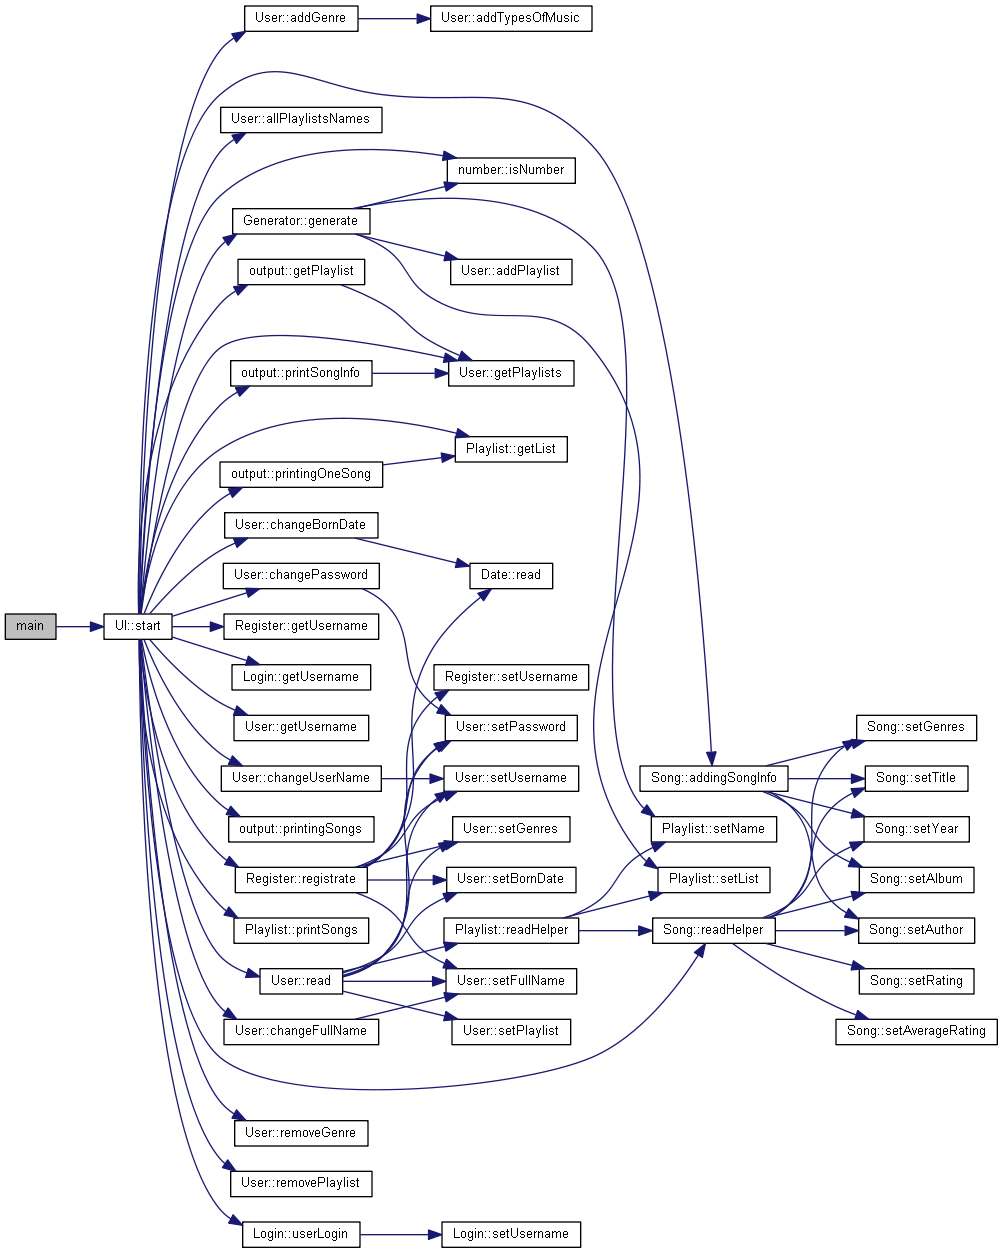 User::addGenre
User::addTypesOfMusic
User::allPlaylistsNames
number::isNumber
Generator::generate
output::getPlaylist
User::addPlaylist
output::printSongInfo
User::getPlaylists
Playlist::getList
output::printingOneSong
User::changeBornDate
User::changePassword
Date::read
main
UI::start
Register::getUsername
Login::getUsername
Register::setUsername
User::getUsername
User::setPassword
Song::setGenres
User::changeUserName
User::setUsername
Song::addingSongInfo
Song::setTitle
output::printingSongs
User::setGenres
Playlist::setName
Song::setYear
Register::registrate
User::setBornDate
Playlist::setList
Song::setAlbum
Playlist::printSongs
Playlist::readHelper
Song::readHelper
Song::setAuthor
User::read
User::setFullName
Song::setRating
User::changeFullName
User::setPlaylist
Song::setAverageRating
User::removeGenre
User::removePlaylist
Login::userLogin
Login::setUsername